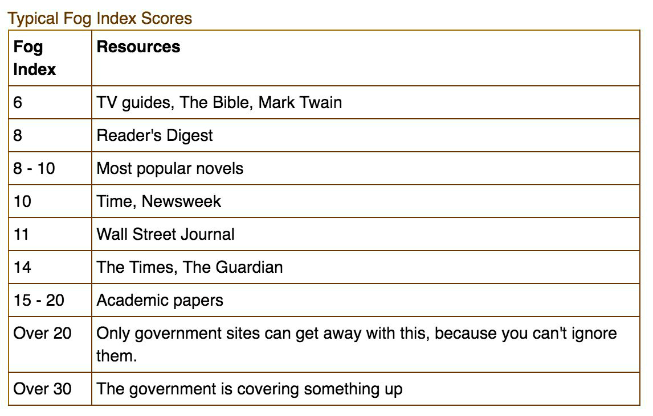 Typical Fog Index Scores
Fog Index
Resources
6
TV guides, The Bible, Mark Twain
8
Reader's Digest
8 - 10
Most popular novels
10
Time, Newsweek
11
Wall Street Journal
14
The Times, The Guardian
15 - 20
Academic papers
Over 20
Only government sites can get away with this, because you can't ignore
them.
Over 30
The government is covering something up